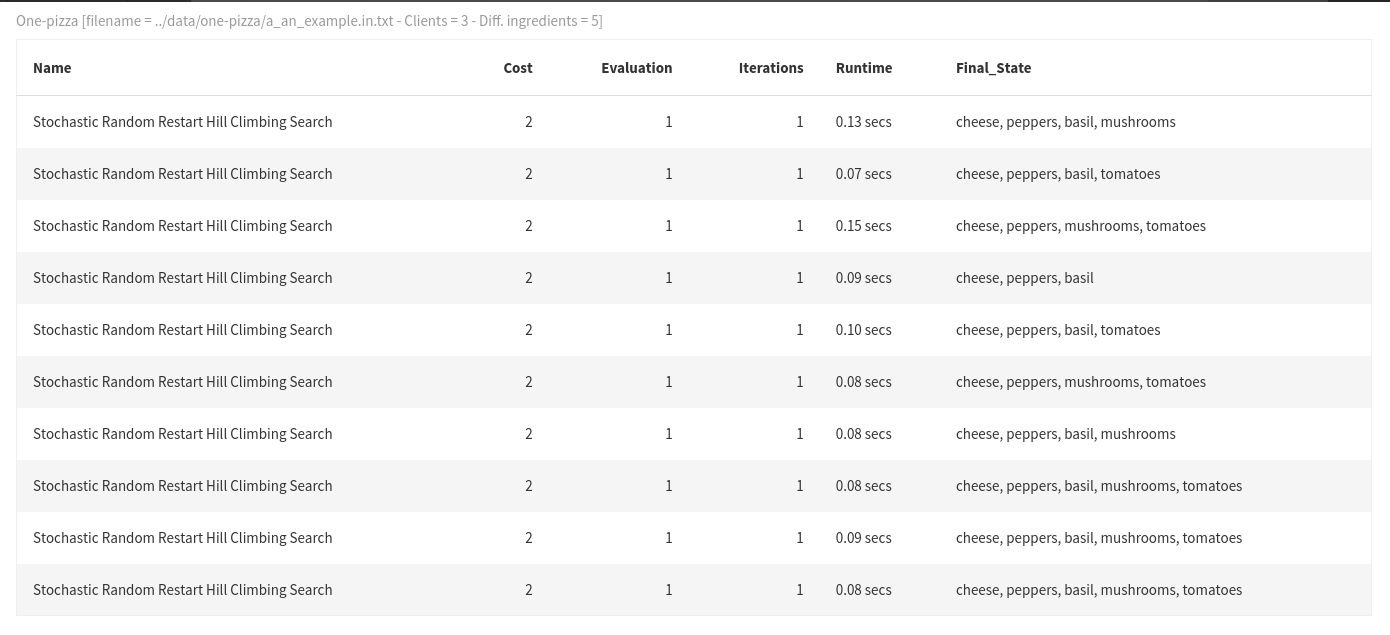 One-pizza [filename = ../data/one-pizza/a_an_example.in.txt - Clients = 3 - Diff. ingredients = 5]
Name Cost Evaluation Iterations Runtime Final_State
Stochastic Random Restart Hill Climbing Search 2 1 1 0.13 secs cheese, peppers, basil, mushrooms
Stochastic Random Restart Hill Climbing Search 2 1 1 0.07 secs cheese, peppers, basil, tomatoes
Stochastic Random Restart Hill Climbing Search 2 1 1 0.15 secs cheese, peppers, mushrooms, tomatoes
Stochastic Random Restart Hill Climbing Search 2 1 1 0.09 secs cheese, peppers, basil
Stochastic Random Restart Hill Climbing Search 2 1 1 0.10 secs cheese, peppers, basil, tomatoes
Stochastic Random Restart Hill Climbing Search 2 1 1 0.08 secs cheese, peppers, mushrooms, tomatoes
Stochastic Random Restart Hill Climbing Search 2 1 1 0.08 secs cheese, peppers, basil, mushrooms
Stochastic Random Restart Hill Climbing Search 2 1 1 0.08 secs cheese, peppers, basil, mushrooms, tomatoes
Stochastic Random Restart Hill Climbing Search 2 1 1 0.09 secs cheese, peppers, basil, mushrooms, tomatoes
Stochastic Random Restart Hill Climbing Search 2 1 1 0.08 secs cheese, peppers, basil, mushrooms, tomatoes